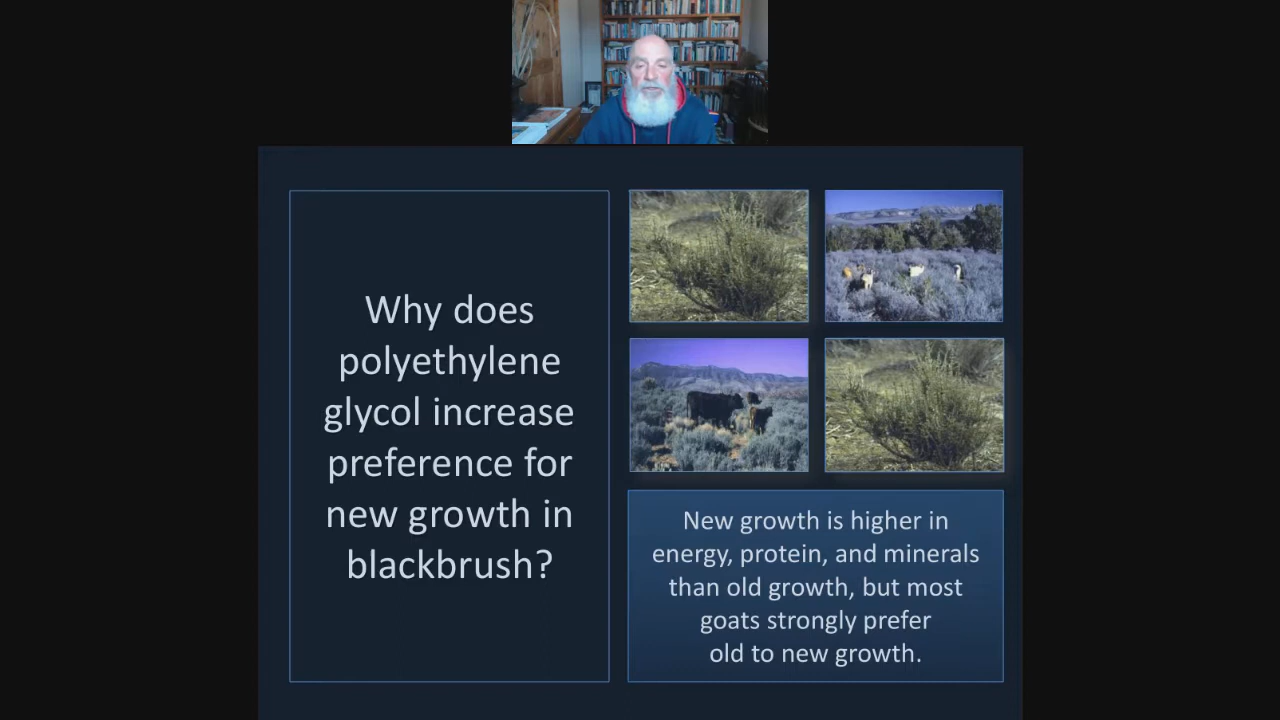 Why does
polyethylene
glycol increase
preference for
new growth in
blackbrush?
New growth is higher in
energy, protein, and minerals
than old growth, but most
goats strongly prefer
old to new growth.